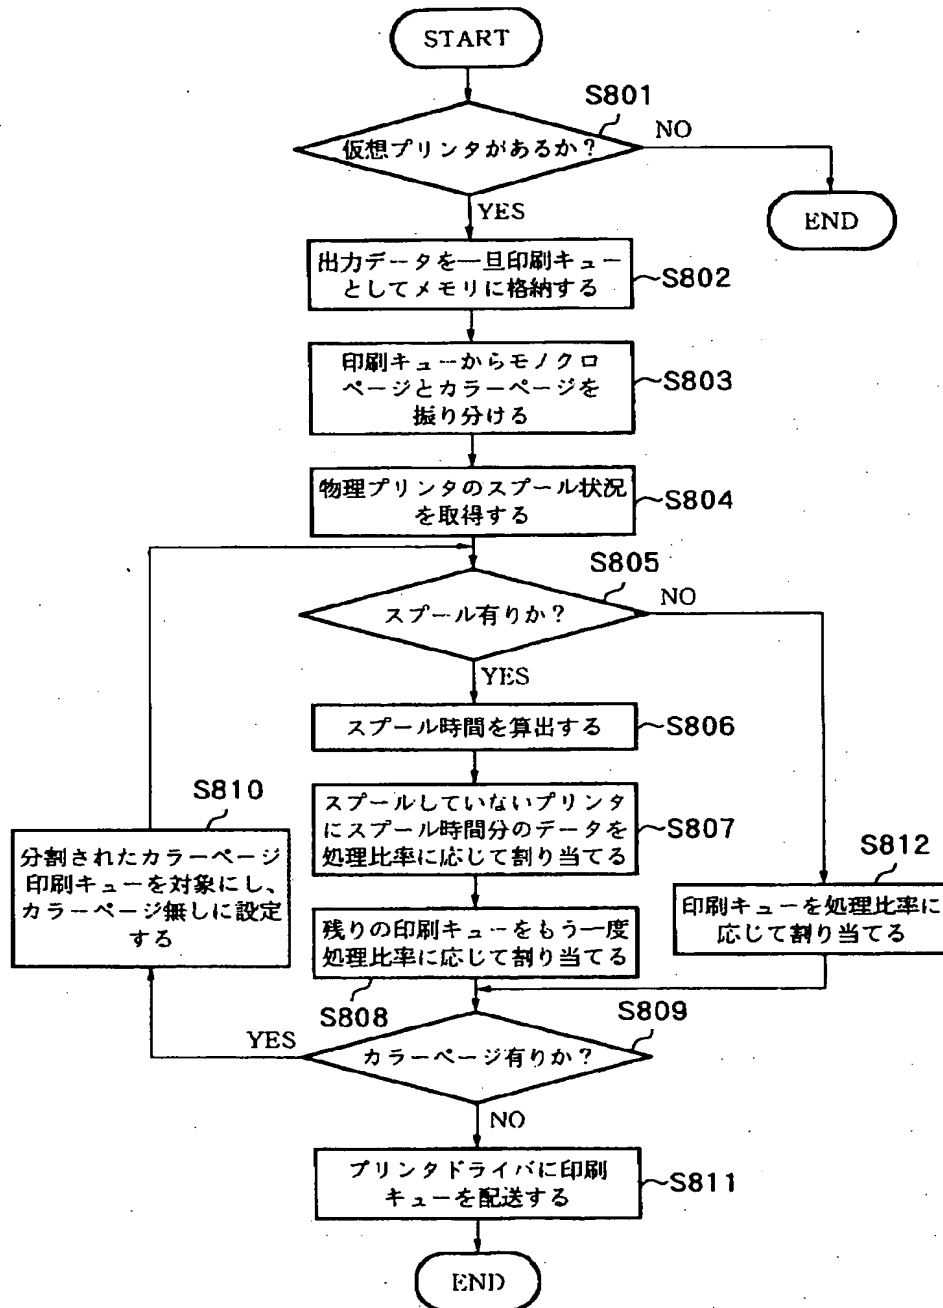 START
S801
仮想プリンタがあるか?
NO
END
YES
出力データを一旦印刷キュー
としてメモリに格納する
S802
印刷キューからモノクロ
ページとカラーページを
振り分ける
S803
物理プリンタのスプール状況
を取得する
S804
S805
スプール有りか?
NO
YES
スプール時間を算出する
S806
スプールしていないプリンタ
にスプール時間分のデータを
処理比率に応じて割り当てる
S807
S810
分割されたカラーページ
印刷キューを対象にし、
カラーページ無しに設定
する
S812
印刷キューを処理比率に
応じて割り当てる
残りの印刷キューをもう一度
処理比率に応じて割り当てる
S808
S809
カラーページ有りか?
YES
NO
プリンタドライバに印刷
キューを配送する
S811
END